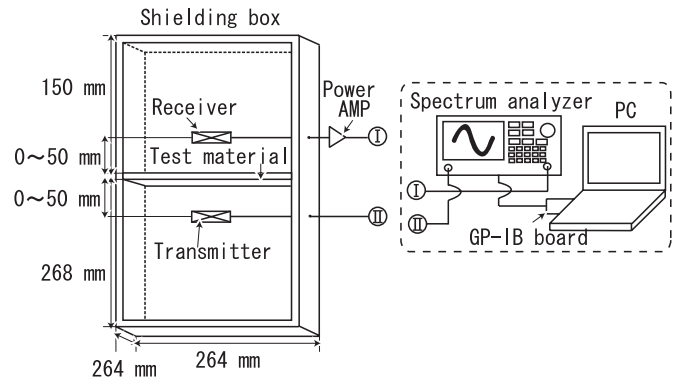 Shielding box
150 mm
Receiver
Power
AMP
Ⅰ
0～50 mm
Test material
0～50 mm
Ⅱ
Transmitter
268 mm
264 mm
264 mm
Spectrum analyzer
PC
Ⅰ
Ⅱ
GP-IB board